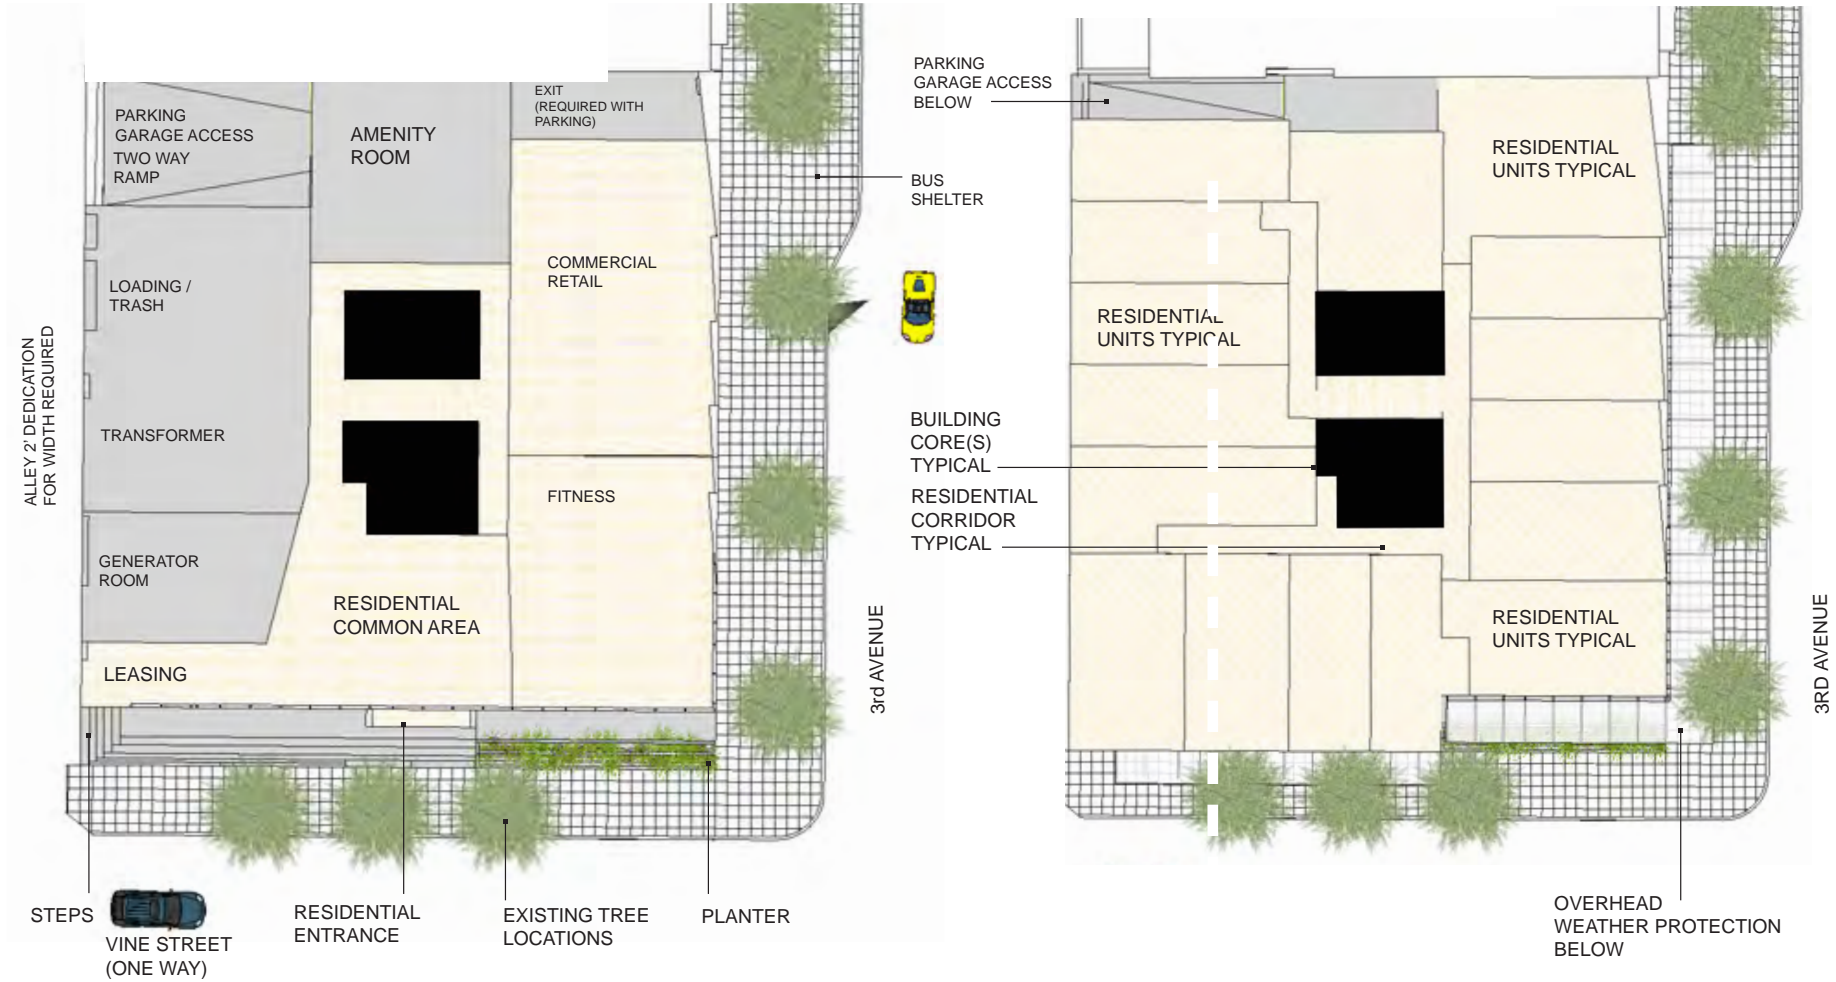 PARKING
GARAGE ACCESS
TWO WAY
RAMP
AMENITY
ROOM
EXIT
(REQUIRED WITH
PARKING)
BUS
SHELTER
LOADING /
TRASH
COMMERCIAL
RETAIL
ALLEY 2' DEDICATION
FOR WIDTH REQUIRED
TRANSFORMER
FITNESS
GENERATOR
ROOM
RESIDENTIAL
COMMON AREA
LEASING
3rd AVENUE
STEPS
VINE STREET
(ONE WAY)
RESIDENTIAL
ENTRANCE
EXISTING TREE
LOCATIONS
PLANTER
PARKING
GARAGE ACCESS
BELOW
RESIDENTIAL
UNITS TYPICAL
RESIDENTIAL
UNITS TYPICAL
BUILDING
CORE(S)
TYPICAL
RESIDENTIAL
CORRIDOR
TYPICAL
RESIDENTIAL
UNITS TYPICAL
3RD AVENUE
OVERHEAD
WEATHER PROTECTION
BELOW